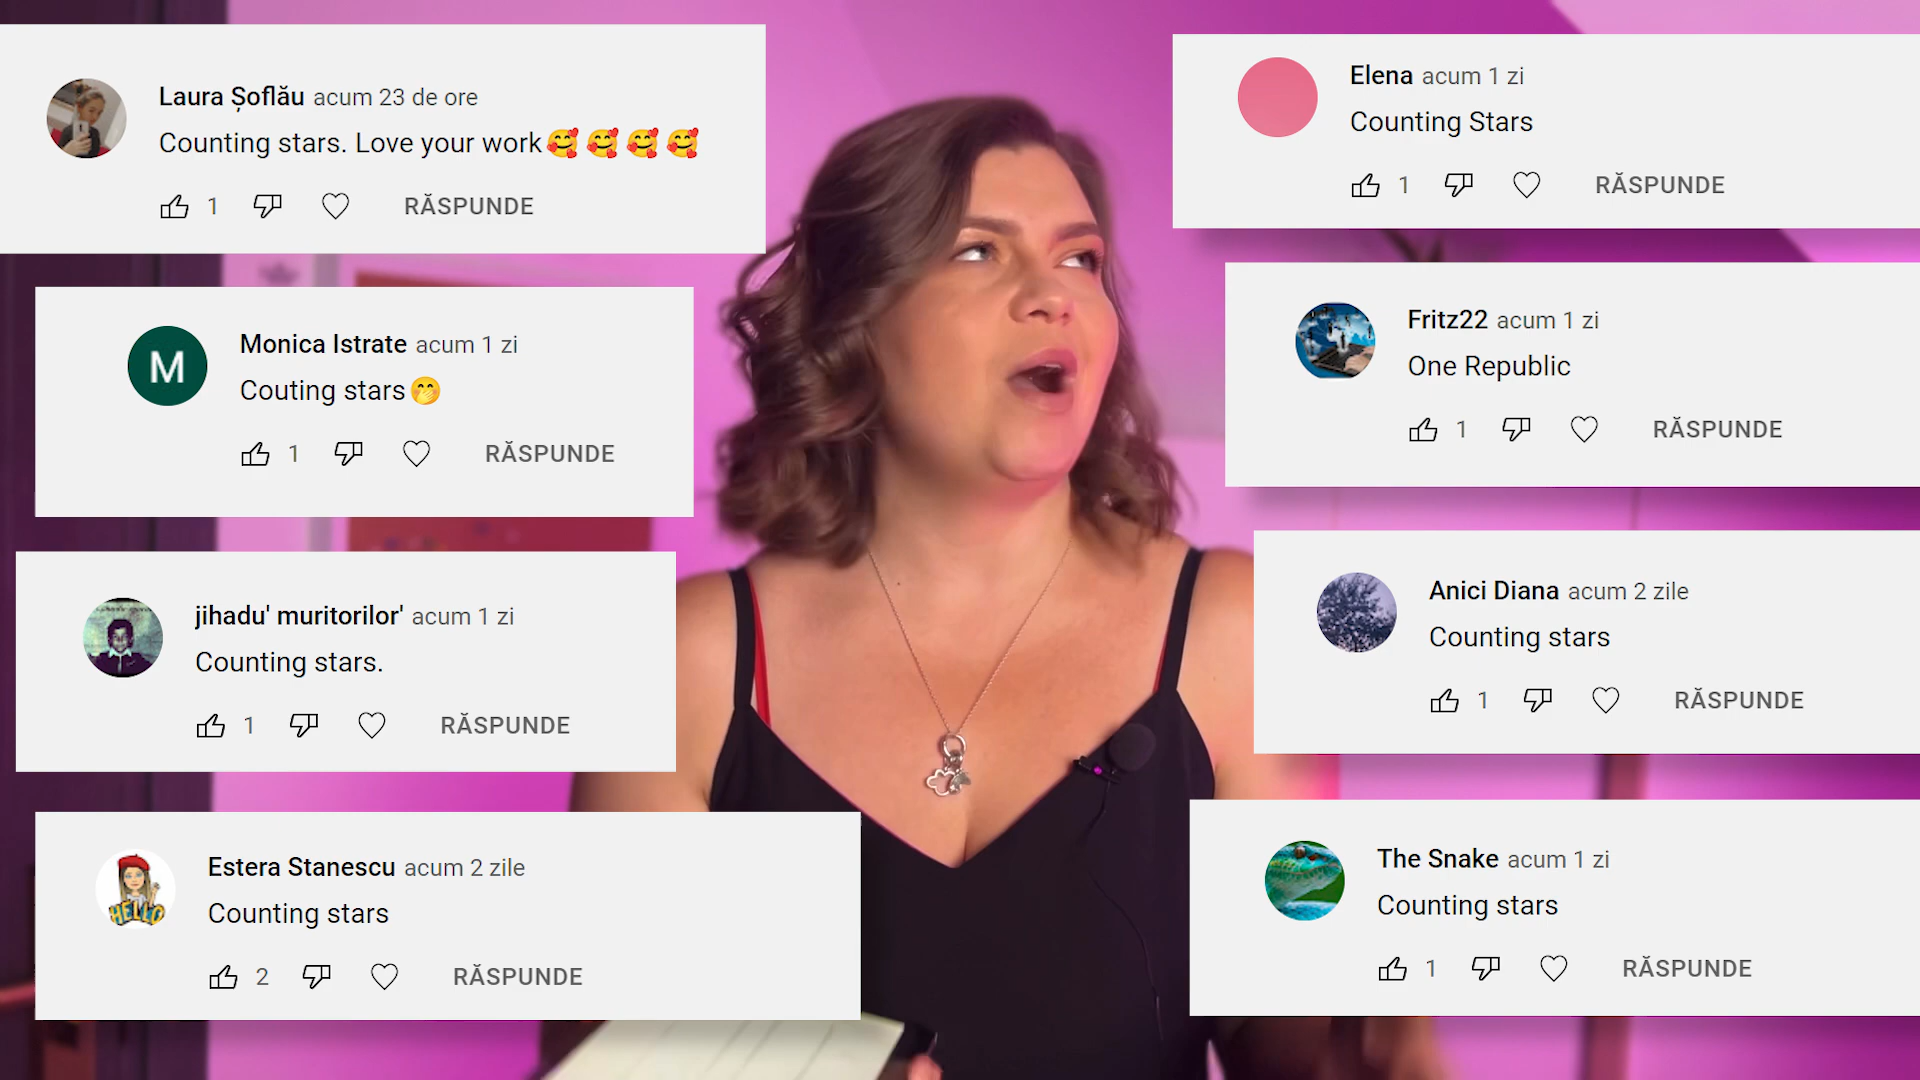 Laura Șoflău acum 23 de ore
Counting stars. Love your work🥰🥰🥰🥰
1 RĂSPUNDE
M
Monica Istrate acum 1 zi
Couting stars🤭
1 RĂSPUNDE
jihadu' muritorilor' acum 1 zi
Counting stars.
1 RĂSPUNDE
HELLO
Estera Stanescu acum 2 zile
Counting stars
2 RĂSPUNDE
Elena acum 1 zi
Counting Stars
1 RĂSPUNDE
Fritz22 acum 1 zi
One Republic
1 RĂSPUNDE
Anici Diana acum 2 zile
Counting stars
1 RĂSPUNDE
The Snake acum 1 zi
Counting stars
1 RĂSPUNDE